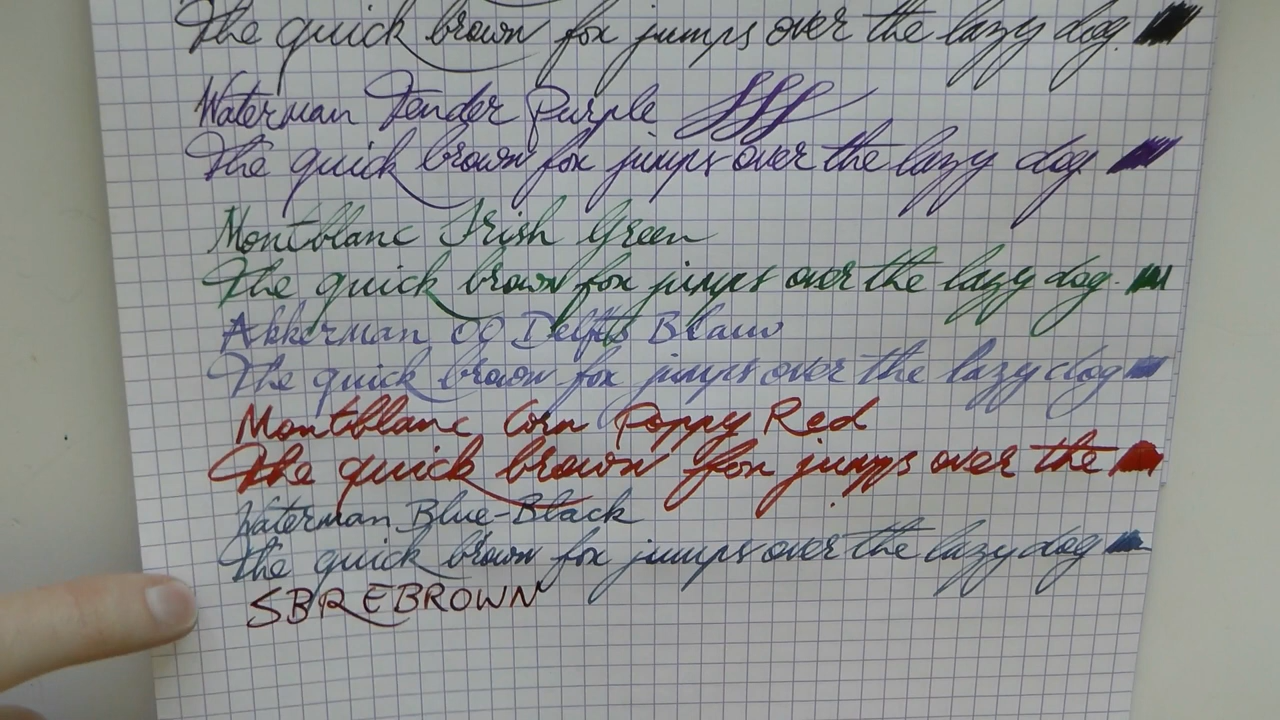 The quick brown fox jumps over the lazy dog.
Waterman Tender Purple
The quick brown fox jumps over the lazy dog.
Montblanc Irish Green
The quick brown fox jumps over the lazy dog.
Akkerman 09 Delfts Blauw
The quick brown fox jumps over the lazy dog
Montblanc Corn Poppy Red
The quick brown fox jumps over the
Waterman Blue-Black
The quick brown fox jumps over the lazy dog
SBREBROWN